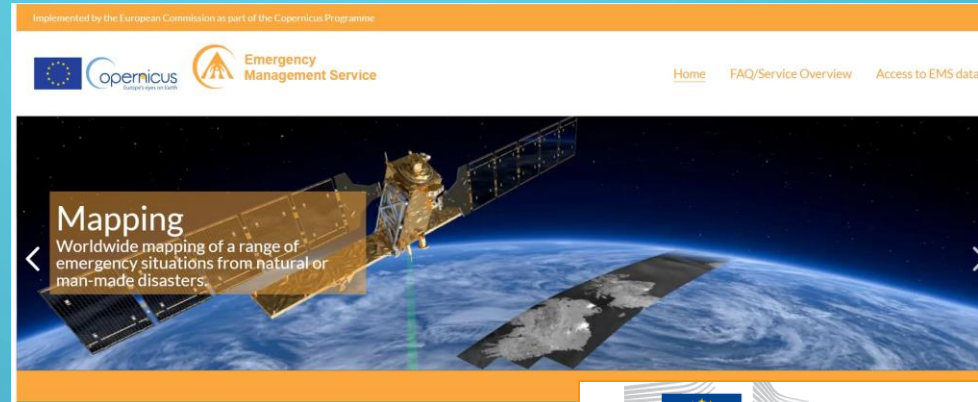 Implemented by the European Commission as part of the Copernicus Programme
opernicus
Europe's eyes on Earth
Emergency
Management Service
Home FAQ/Service Overview Access to EMS data
Mapping
Worldwide mapping of a range of
emergency situations from natural or
man-made disasters.